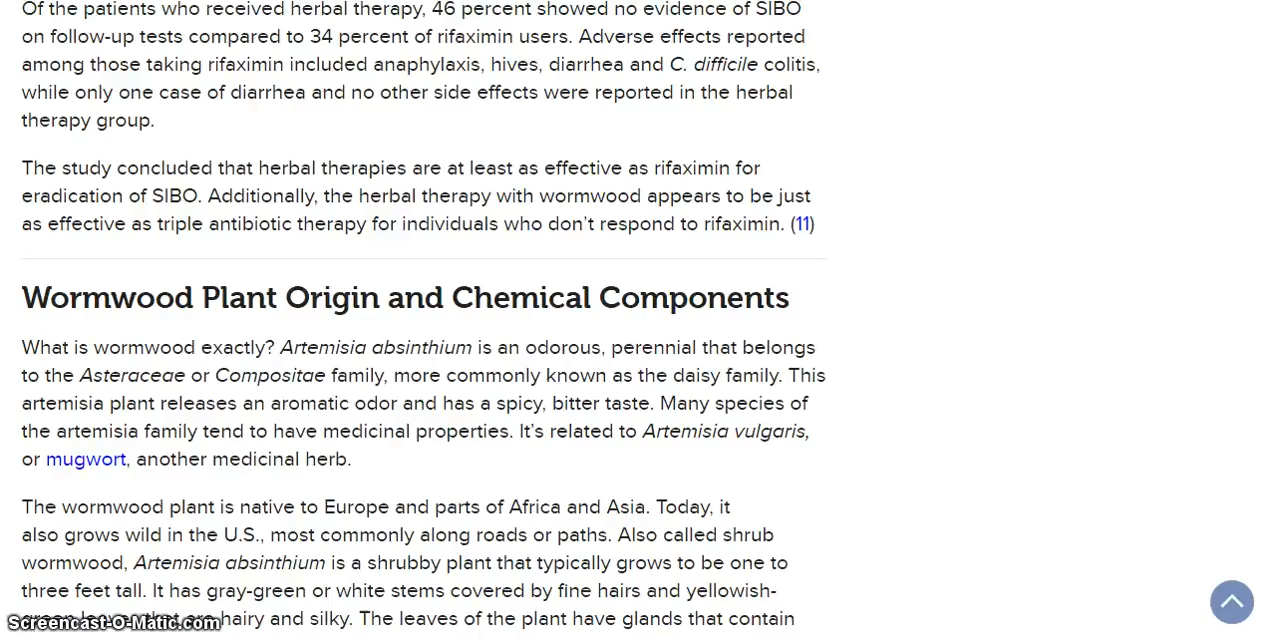 Of the patients who received herbal therapy, 46 percent showed no evidence of SIBO
on follow-up tests compared to 34 percent of rifaximin users. Adverse effects reported
among those taking rifaximin included anaphylaxis, hives, diarrhea and C. difficile colitis,
while only one case of diarrhea and no other side effects were reported in the herbal
therapy group.
The study concluded that herbal therapies are at least as effective as rifaximin for
eradication of SIBO. Additionally, the herbal therapy with wormwood appears to be just
as effective as triple antibiotic therapy for individuals who don’t respond to rifaximin. (11)
Wormwood Plant Origin and Chemical Components
What is wormwood exactly? Artemisia absinthium is an odorous, perennial that belongs
to the Asteraceae or Compositae family, more commonly known as the daisy family. This
artemisia plant releases an aromatic odor and has a spicy, bitter taste. Many species of
the artemisia family tend to have medicinal properties. It’s related to Artemisia vulgaris,
or mugwort, another medicinal herb.
The wormwood plant is native to Europe and parts of Africa and Asia. Today, it
also grows wild in the U.S., most commonly along roads or paths. Also called shrub
wormwood, Artemisia absinthium is a shrubby plant that typically grows to be one to
three feet tall. It has gray-green or white stems covered by fine hairs and yellowish-
hairy and silky. The leaves of the plant have glands that contain
Screencast-O-Matic.com